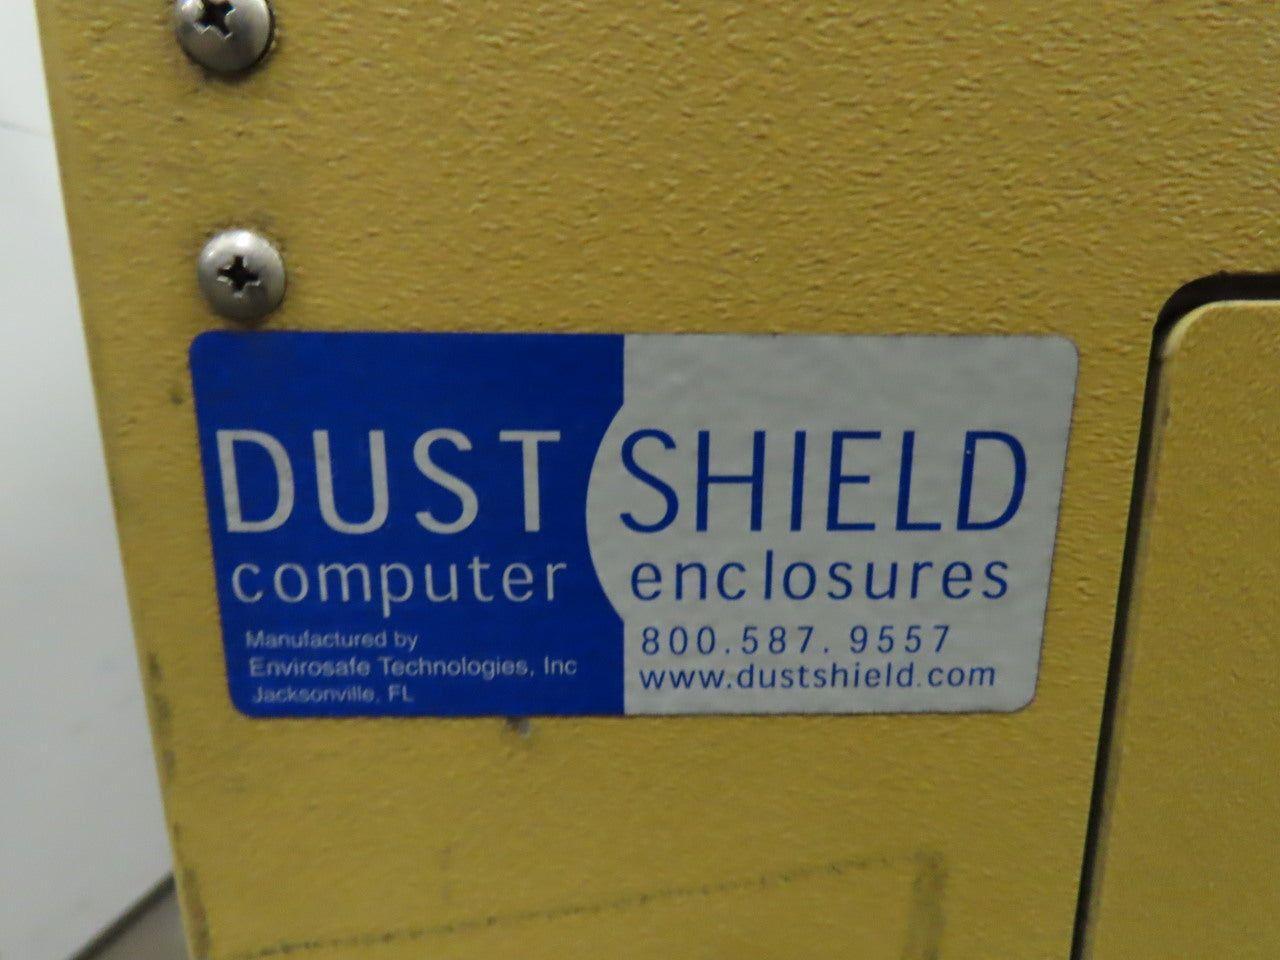 DUST SHIELD
computer enclosures
Manufactured by
Envirosafe Technologies, Inc
Jacksonville, FL
800.587.9557
www.dustshield.com